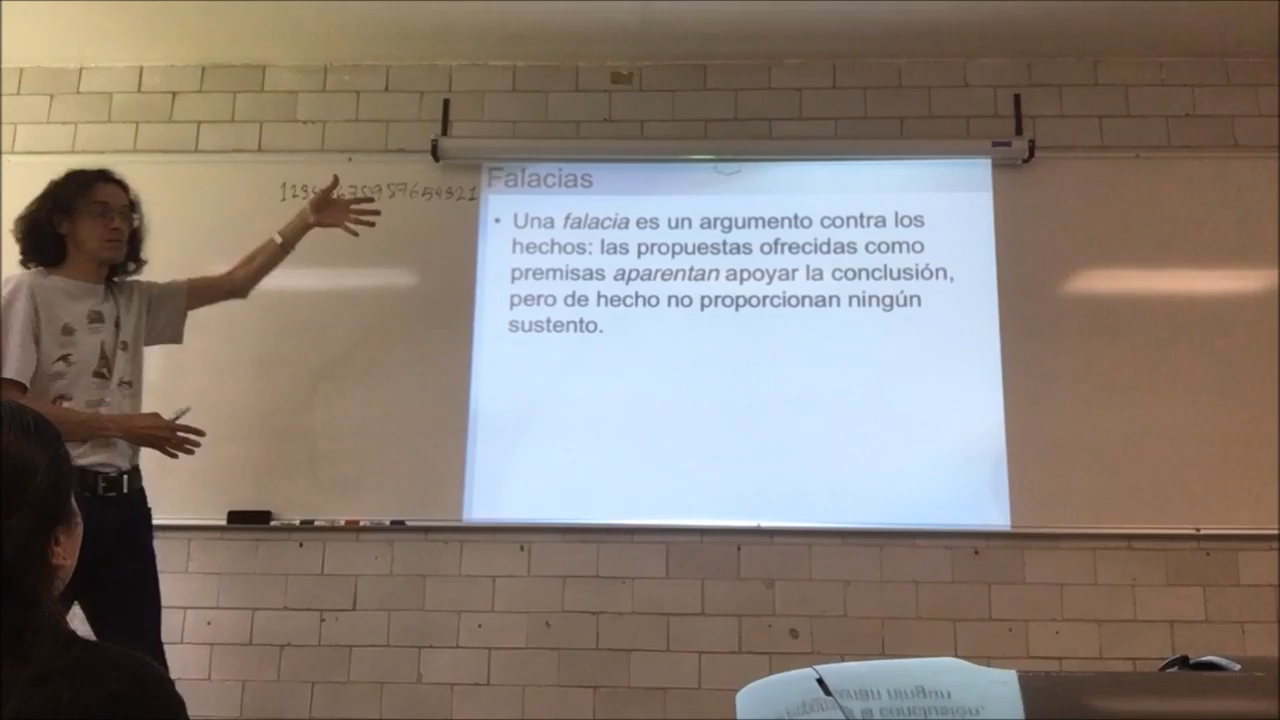 Falacias
• Una falacia es un argumento contra los
hechos: las propuestas ofrecidas como
premisas aparentan apoyar la conclusión,
pero de hecho no proporcionan ningún
sustento.